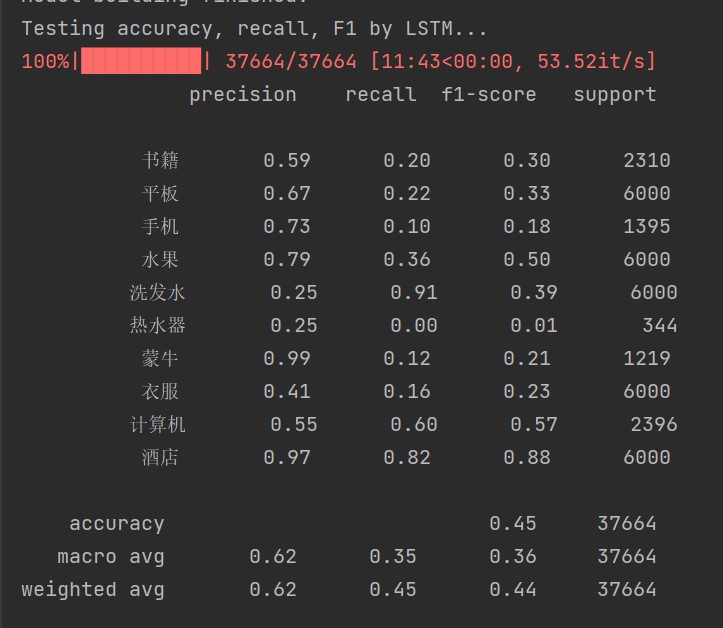 Model building finished.
Testing accuracy, recall, F1 by LSTM...
100%|██████████| 37664/37664 [11:43<00:00, 53.52it/s]
precision recall f1-score support
书籍 0.59 0.20 0.30 2310
平板 0.67 0.22 0.33 6000
手机 0.73 0.10 0.18 1395
水果 0.79 0.36 0.50 6000
洗发水 0.25 0.91 0.39 6000
热水器 0.25 0.00 0.01 344
蒙牛 0.99 0.12 0.21 1219
衣服 0.41 0.16 0.23 6000
计算机 0.55 0.60 0.57 2396
酒店 0.97 0.82 0.88 6000
accuracy 0.45 37664
macro avg 0.62 0.35 0.36 37664
weighted avg 0.62 0.45 0.44 37664